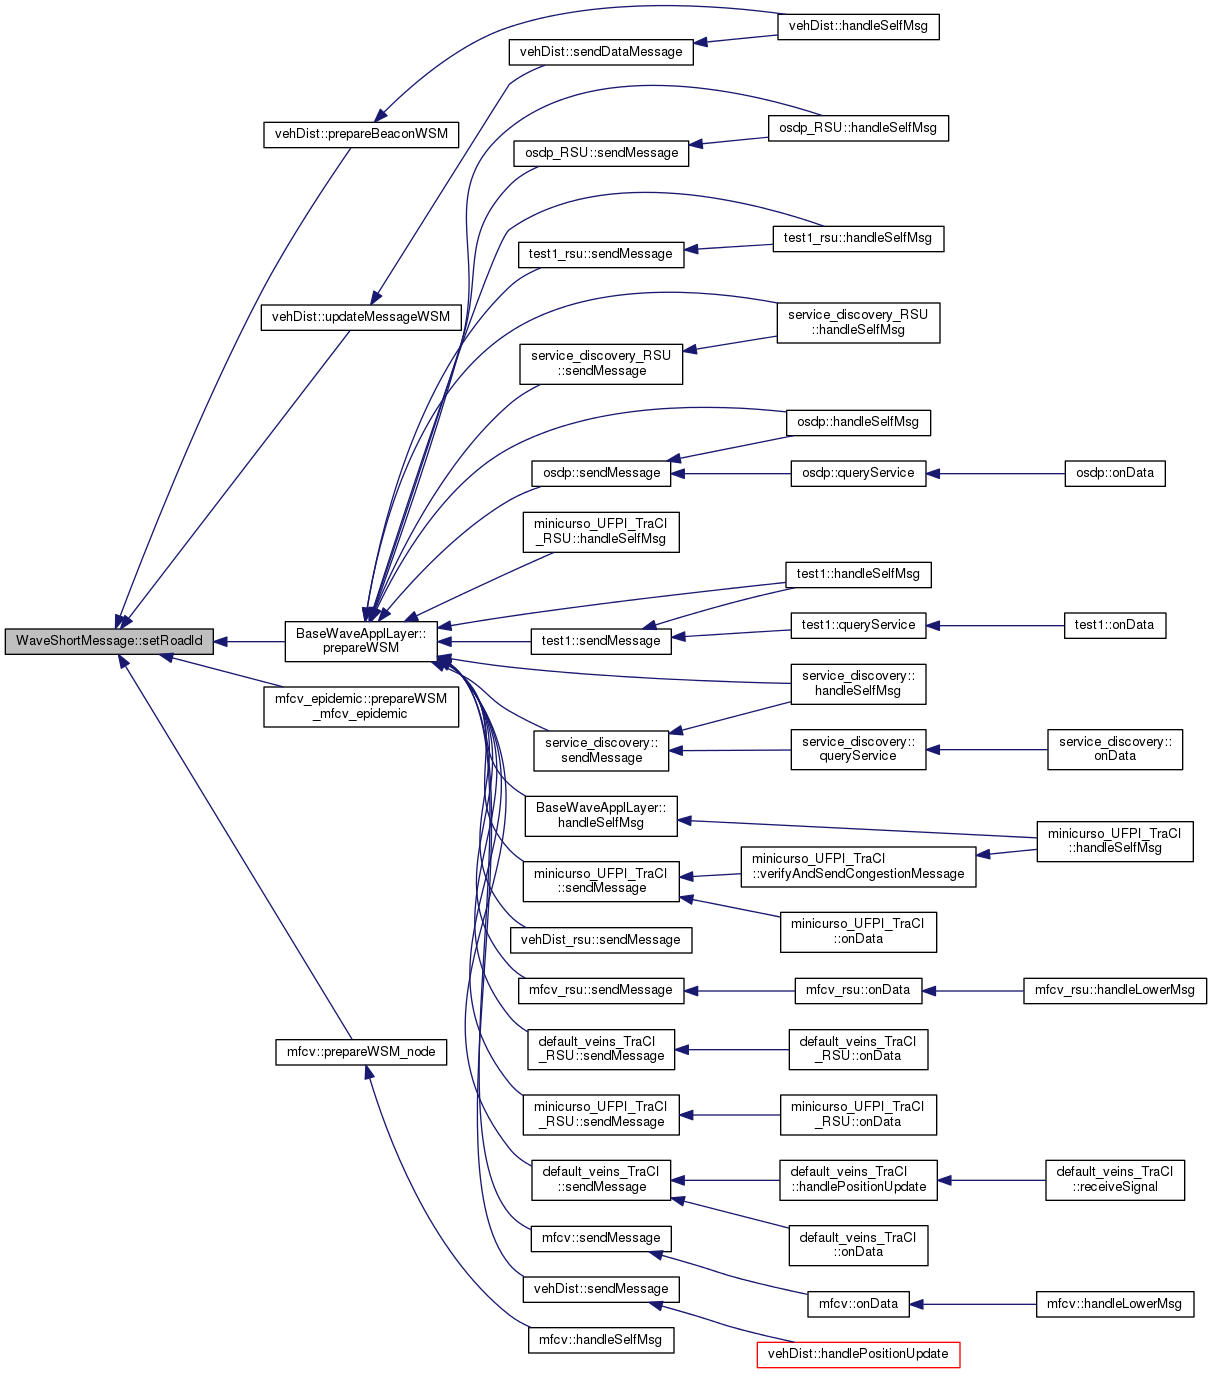 vehDist::handleSelfMsg
vehDist::sendDataMessage
vehDist::prepareBeaconWSM
osdp_RSU::handleSelfMsg
osdp_RSU::sendMessage
test1_rsu::handleSelfMsg
test1_rsu::sendMessage
vehDist::updateMessageWSM
service_discovery_RSU
::handleSelfMsg
service_discovery_RSU
::sendMessage
osdp::handleSelfMsg
osdp::sendMessage
osdp::queryService
osdp::onData
minicurso_UFPI_TraCI
_RSU::handleSelfMsg
test1::handleSelfMsg
WaveShortMessage::setRoadId
BaseWaveApplLayer::
prepareWSM
test1::sendMessage
test1::queryService
test1::onData
mfcv_epidemic::prepareWSM
_mfcv_epidemic
service_discovery::
handleSelfMsg
service_discovery::
sendMessage
service_discovery::
queryService
service_discovery::
onData
BaseWaveApplLayer::
handleSelfMsg
minicurso_UFPI_TraCI
::handleSelfMsg
minicurso_UFPI_TraCI
::sendMessage
minicurso_UFPI_TraCI
::verifyAndSendCongestionMessage
minicurso_UFPI_TraCI
::onData
vehDist_rsu::sendMessage
mfcv_rsu::sendMessage
mfcv_rsu::onData
mfcv_rsu::handleLowerMsg
mfcv::prepareWSM_node
default_veins_TraCI
_RSU::sendMessage
default_veins_TraCI
_RSU::onData
minicurso_UFPI_TraCI
_RSU::sendMessage
minicurso_UFPI_TraCI
_RSU::onData
default_veins_TraCI
::sendMessage
default_veins_TraCI
::handlePositionUpdate
default_veins_TraCI
::receiveSignal
mfcv::sendMessage
default_veins_TraCI
::onData
vehDist::sendMessage
mfcv::onData
mfcv::handleLowerMsg
mfcv::handleSelfMsg
vehDist::handlePositionUpdate